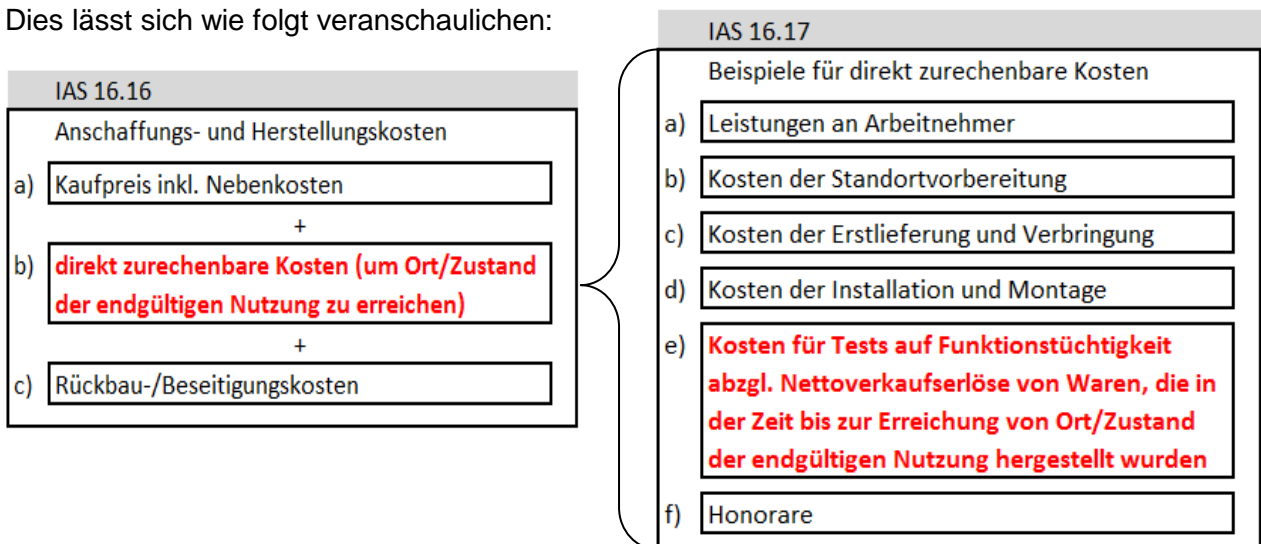 Dies lässt sich wie folgt veranschaulichen:
IAS 16.16
Anschaffungs- und Herstellungskosten
a) Kaufpreis inkl. Nebenkosten
+
b) direkt zurechenbare Kosten (um Ort/Zustand
der endgültigen Nutzung zu erreichen)
+
c) Rückbau-/Beseitigungskosten
IAS 16.17
Beispiele für direkt zurechenbare Kosten
a) Leistungen an Arbeitnehmer
b) Kosten der Standortvorbereitung
c) Kosten der Erstlieferung und Verbringung
d) Kosten der Installation und Montage
e) Kosten für Tests auf Funktionstüchtigkeit
abzgl. Nettoverkaufserlöse von Waren, die in
der Zeit bis zur Erreichung von Ort/Zustand
der endgültigen Nutzung hergestellt wurden
f) Honorare